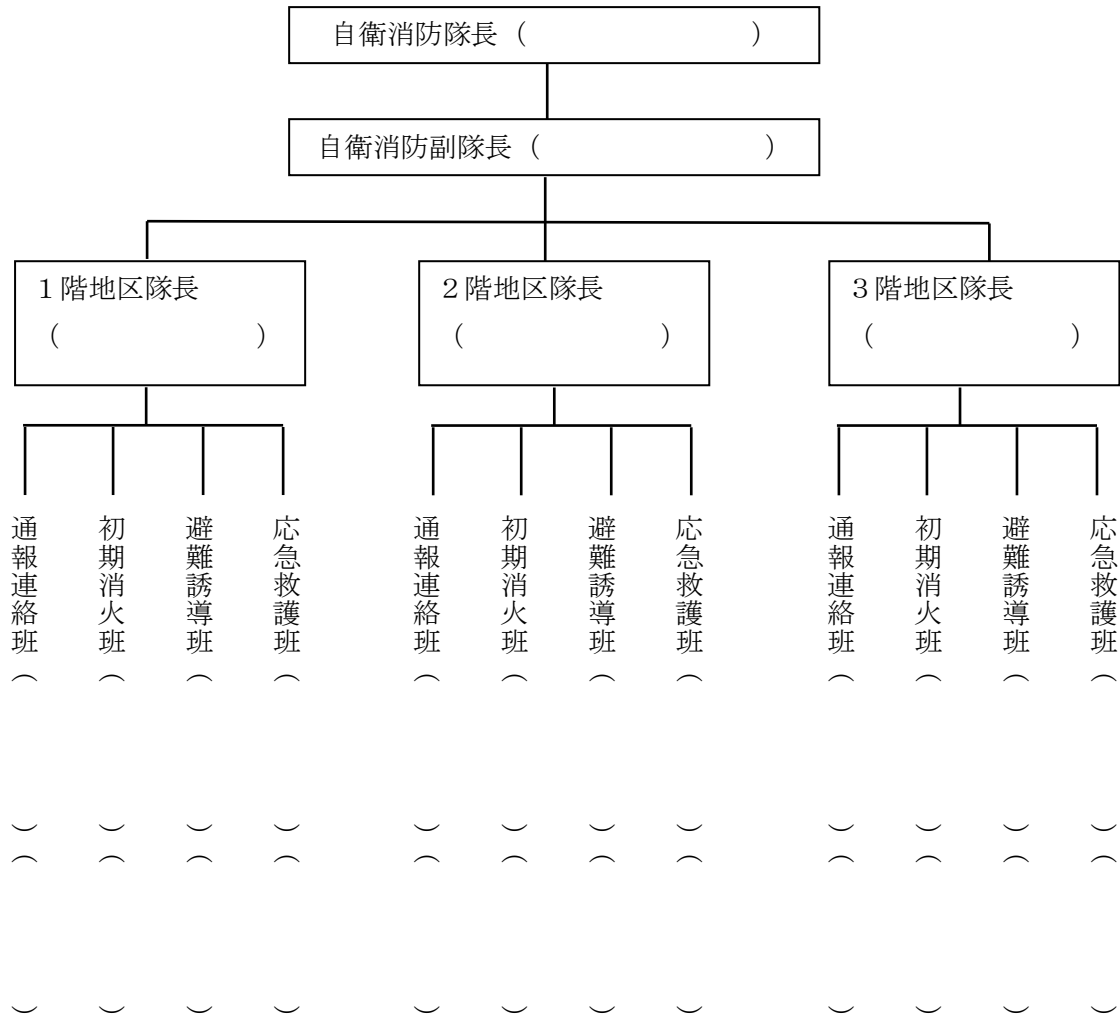 自衛消防隊長（　　　　　　　　　）
自衛消防副隊長（　　　　　　　　　）
１階地区隊長
（　　　　　　　　）
２階地区隊長
（　　　　　　　　）
３階地区隊長
（　　　　　　　　）
通報連絡班（　　　　）（　　　　）
初期消火班（　　　　）（　　　　）
避難誘導班（　　　　）（　　　　）
応急救護班（　　　　）（　　　　）
通報連絡班（　　　　）（　　　　）
初期消火班（　　　　）（　　　　）
避難誘導班（　　　　）（　　　　）
応急救護班（　　　　）（　　　　）
通報連絡班（　　　　）（　　　　）
初期消火班（　　　　）（　　　　）
避難誘導班（　　　　）（　　　　）
応急救護班（　　　　）（　　　　）